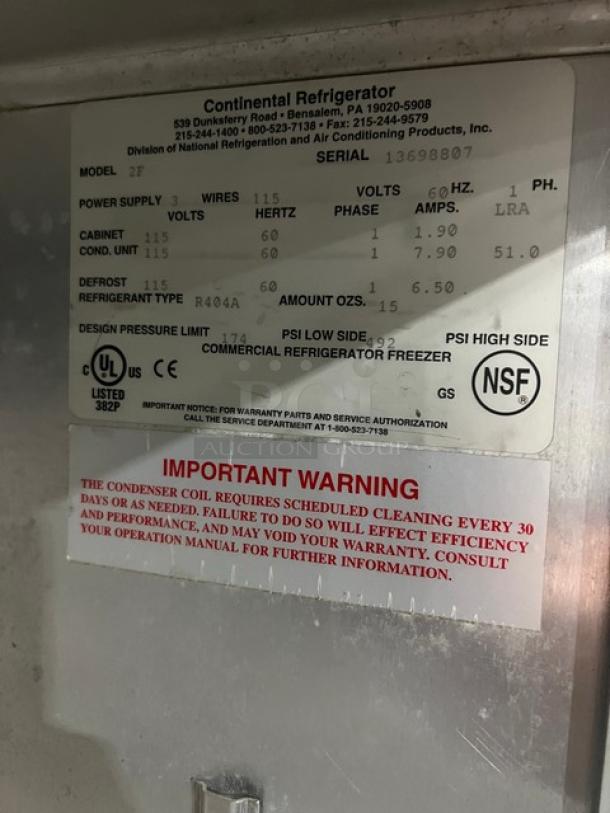 Continental Refrigerator
539 Dunksferry Road • Bensalem, PA 19020-5908
215-244-1400 • 800-523-7138 • Fax: 215-244-9579
Division of National Refrigeration and Air Conditioning Products, Inc.
MODEL 2F SERIAL 13698807
POWER SUPPLY 3 WIRES 115 VOLTS 60 HZ. 1 PH.
VOLTS HERTZ PHASE AMPS. LRA
CABINET 115 60 1 1.90
COND. UNIT 115 60 1 7.90 51.0
DEFROST 115 60 1 6.50
REFRIGERANT TYPE R404A AMOUNT OZS. 15
DESIGN PRESSURE LIMIT 174 PSI LOW SIDE 492 PSI HIGH SIDE
COMMERCIAL REFRIGERATOR FREEZER
C UL US CE
LISTED
382P
GS
NSF®
IMPORTANT NOTICE: FOR WARRANTY PARTS AND SERVICE AUTHORIZATION
CALL THE SERVICE DEPARTMENT AT 1-800-523-7138
PCI
AUCTION GROUP
IMPORTANT WARNING
THE CONDENSER COIL REQUIRES SCHEDULED CLEANING EVERY 30
DAYS OR AS NEEDED. FAILURE TO DO SO WILL EFFECT EFFICIENCY
AND PERFORMANCE, AND MAY VOID YOUR WARRANTY. CONSULT
YOUR OPERATION MANUAL FOR FURTHER INFORMATION.